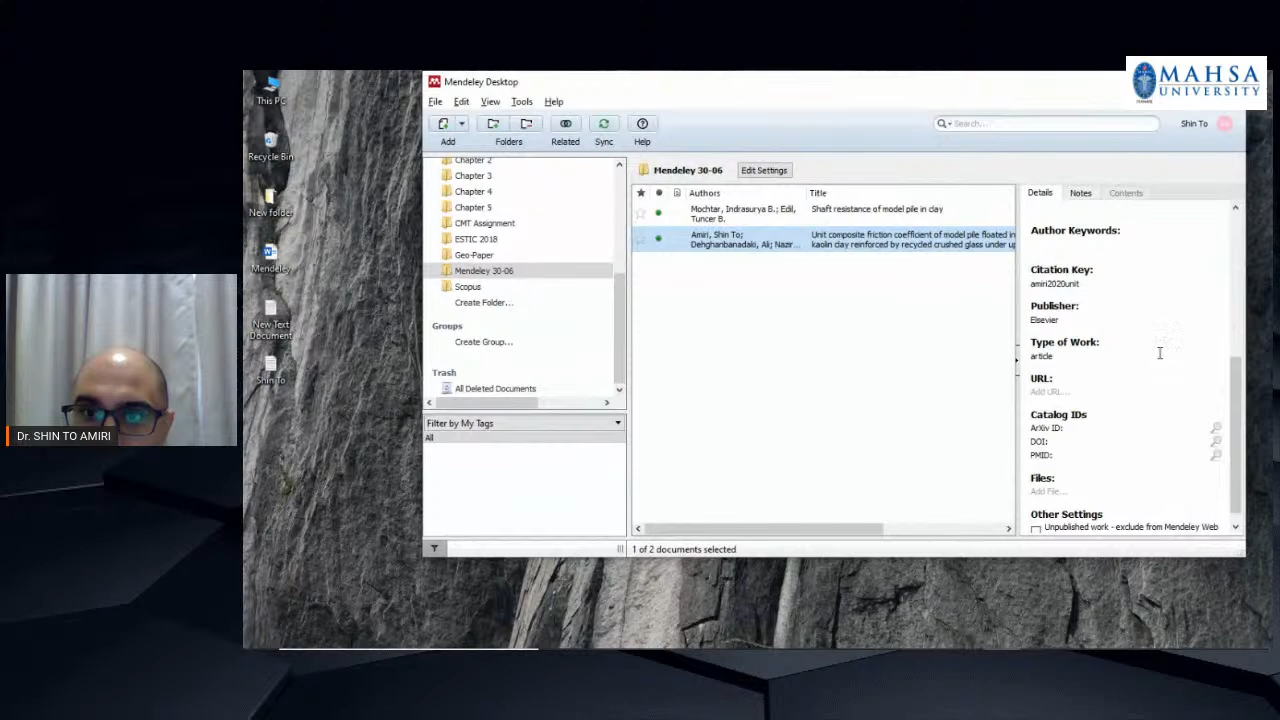 MAHSA
UNIVERSITY
Mendeley Desktop
File Edit View Tools Help
Add Folders Related Sync Help
Search...
Shin To
This PC
Recycle Bin
New folder
Mendeley
New Text
Document
Shin To
Chapter 2
Chapter 3
Chapter 4
Chapter 5
CMT Assignment
ESTIC 2018
Geo-Paper
Mendeley 30-06
Scopus
Create Folder...
Groups
Create Group...
Trash
All Deleted Documents
Filter by My Tags
All
Mendeley 30-06 Edit Settings
Authors Title
Mochtar, Indrasurya B.; Edil,
Tuncer B.
Shaft resistance of model pile in clay
Amiri, Shin To;
Dehghanbanadaki, Ali; Nazir...
Unit composite friction coefficient of model pile floated in
kaolin clay reinforced by recycled crushed glass under up
1 of 2 documents selected
Details Notes Contents
Author Keywords:
Citation Key:
amiri2020unit
Publisher:
Elsevier
Type of Work:
article
URL:
Add URL...
Catalog IDs
ArXiv ID:
DOI:
PMID:
Files:
Add File...
Other Settings
Unpublished work - exclude from Mendeley Web
Dr. SHIN TO AMIRI